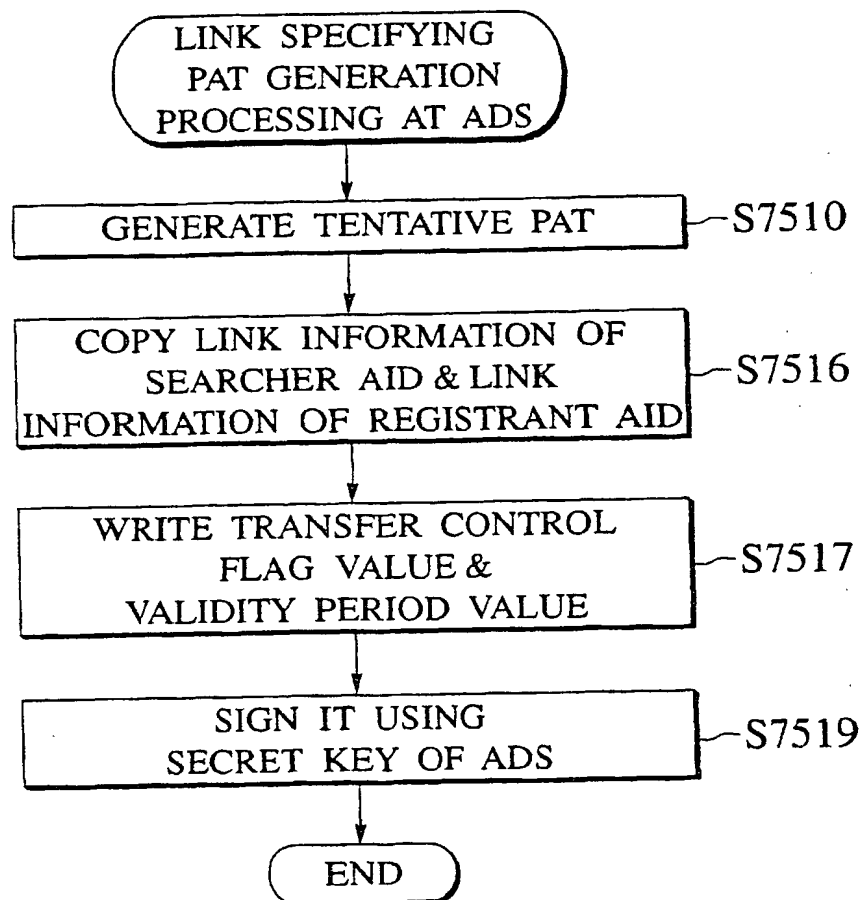 LINK SPECIFYING
PAT GENERATION
PROCESSING AT ADS
GENERATE TENTATIVE PAT
S7510
COPY LINK INFORMATION OF
SEARCHER AID & LINK
INFORMATION OF REGISTRANT AID
S7516
WRITE TRANSFER CONTROL
FLAG VALUE &
VALIDITY PERIOD VALUE
S7517
SIGN IT USING
SECRET KEY OF ADS
S7519
END